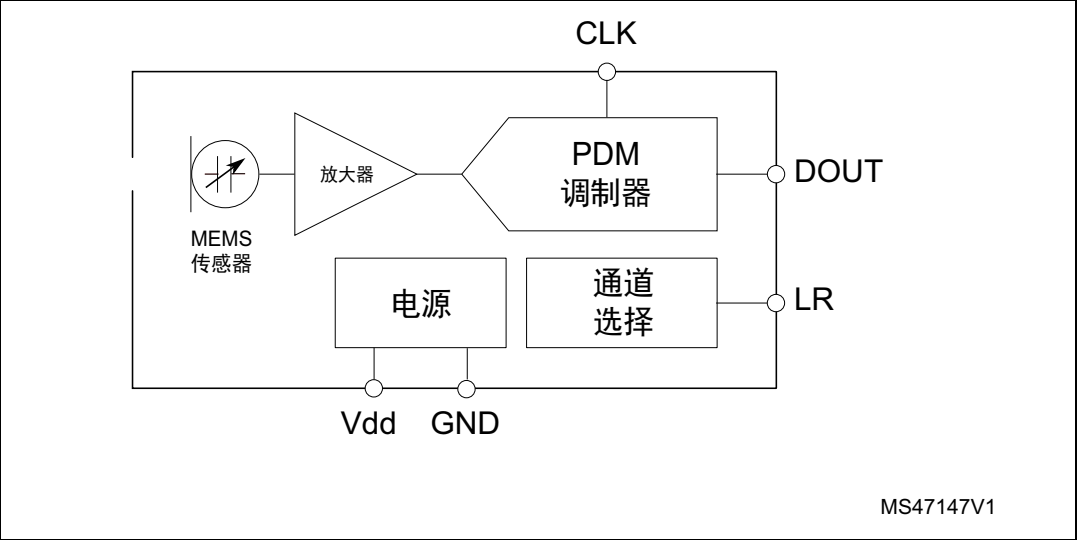 CLK
PDM
调制器
DOUT
放大器
MEMS
传感器
电源
通道
选择
LR
Vdd
GND
MS47147V1